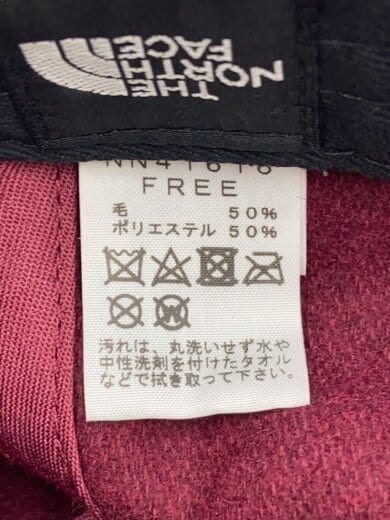 THE
NORTH
FACE
NN41616
FREE
毛 50%
ポリエステル 50%
W
汚れは、丸洗いせず水や
中性洗剤を付けたタオル
などで拭き取って下さい。